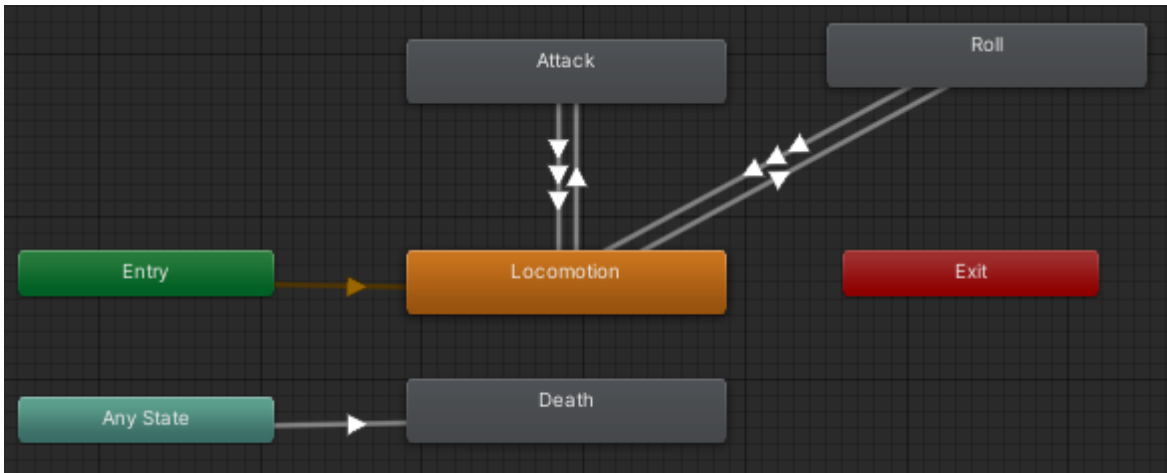 Attack
Roll
Entry
Locomotion
Exit
Any State
Death